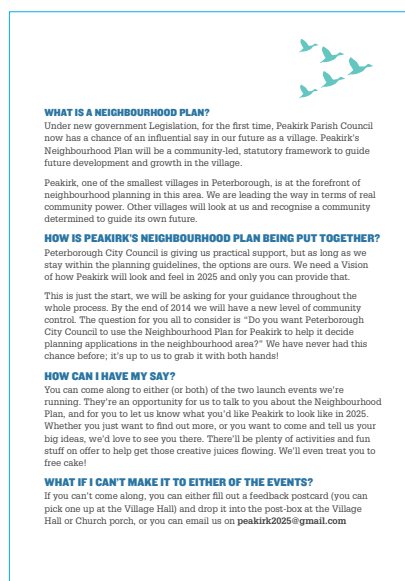 WHAT IS A NEIGHBOURHOOD PLAN?
Under new government Legislation, for the first time, Peakirk Parish Council
now has a chance of an influential say in our future as a village. Peakirk's
Neighbourhood Plan will be a community-led, statutory framework to guide
future development and growth in the village.
Peakirk, one of the smallest villages in Peterborough, is at the forefront of
neighbourhood planning in this area. We are leading the way in terms of real
community power. Other villages will look at us and recognise a community
determined to guide its own future.
HOW IS PEAKIRK'S NEIGHBOURHOOD PLAN BEING PUT TOGETHER?
Peterborough City Council is giving us practical support, but as long as we
stay within the planning guidelines, the options are ours. We need a Vision
of how Peakirk will look and feel in 2025 and only you can provide that.
This is just the start, we will be asking for your guidance throughout the
whole process. By the end of 2014 we will have a new level of community
control. The question for you all to consider is "Do you want Peterborough
City Council to use the Neighbourhood Plan for Peakirk to help it decide
planning applications in the neighbourhood area?" We have never had this
chance before; it's up to us to grab it with both hands!
HOW CAN I HAVE MY SAY?
You can come along to either (or both) of the two launch events we're
running. They're an opportunity for us to talk to you about the Neighbourhood
Plan, and for you to let us know what you'd like Peakirk to look like in 2025.
Whether you just want to find out more, or you want to come and tell us your
big ideas, we'd love to see you there. There'll be plenty of activities and fun
stuff on offer to help get those creative juices flowing. We'll even treat you to
free cake!
WHAT IF I CAN'T MAKE IT TO EITHER OF THE EVENTS?
If you can't come along, you can either fill out a feedback postcard (you can
pick one up at the Village Hall) and drop it into the post-box at the Village
Hall or Church porch, or you can email us on peakirk2025@gmail.com